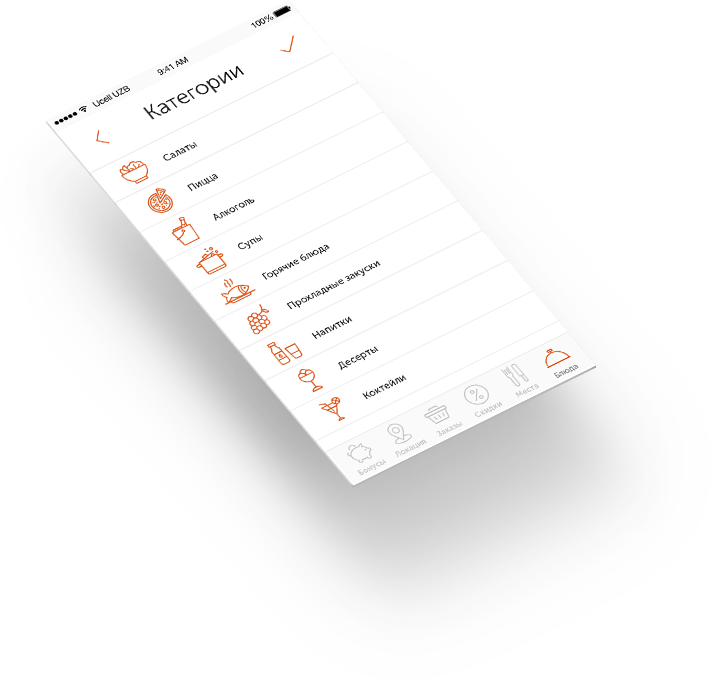 Ucell UZB 9:41 AM 100%
Категории
Салаты
Пицца
Алкоголь
Супы
Горячие блюда
Прохладные закуски
Напитки
Десерты
Коктейли
Бонусы Локация Заказы Скидки Места Блюда